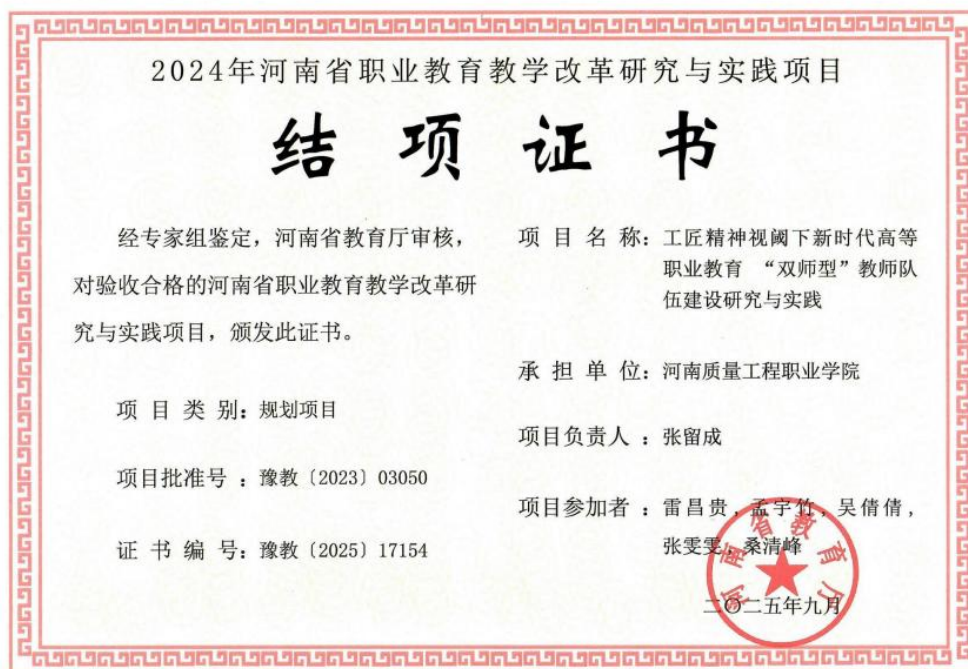 2024年河南省职业教育教学改革研究与实践项目
结项证书
经专家组鉴定，河南省教育厅审核，
对验收合格的河南省职业教育教学改革研
究与实践项目，颁发此证书。
项目类别：规划项目
项目批准号：豫教〔2023〕03050
证书编号：豫教〔2025〕17154
项目名称：工匠精神视阈下新时代高等
职业教育 “双师型”教师队
伍建设研究与实践
承担单位：河南质量工程职业学院
项目负责人：张留成
项目参加者：雷昌贵，孟宇竹，吴倩倩，
张雯雯，桑清峰
河南省教育厅
二〇二五年九月